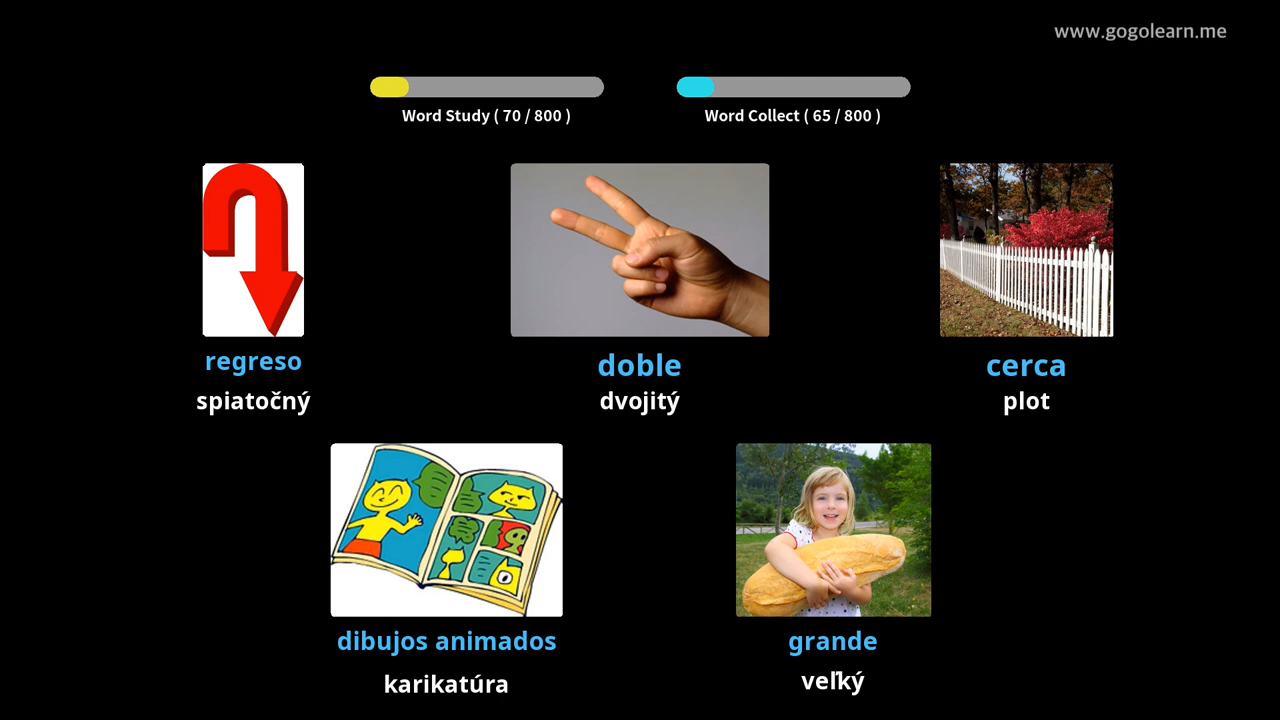 www.gogolearn.me
Word Study ( 70 / 800 )
Word Collect ( 65 / 800 )
regreso
doble
cerca
spiatočný
dvojitý
plot
dibujos animados
grande
karikatúra
veľký